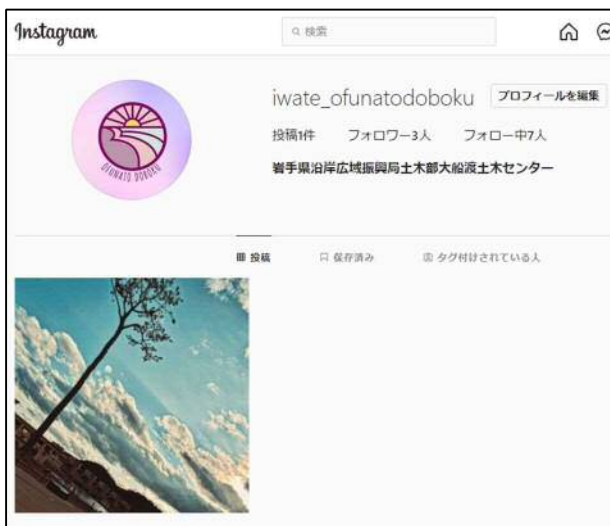 Instagram
検索
iwate_ofunatodoboku プロフィールを編集
投稿1件 フォロワー3人 フォロー中7人
岩手県沿岸広域振興局土木部大船渡土木センター
OFUNATO DOBOKU
投稿 保存済み タグ付けされている人